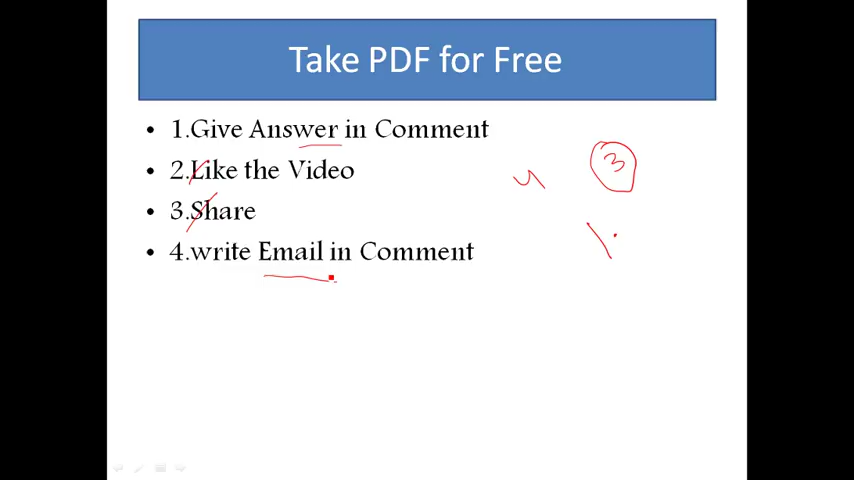 Take PDF for Free
• 1.Give Answer in Comment
• 2.Like the Video
• 3.Share
3
• 4.write Email in Comment